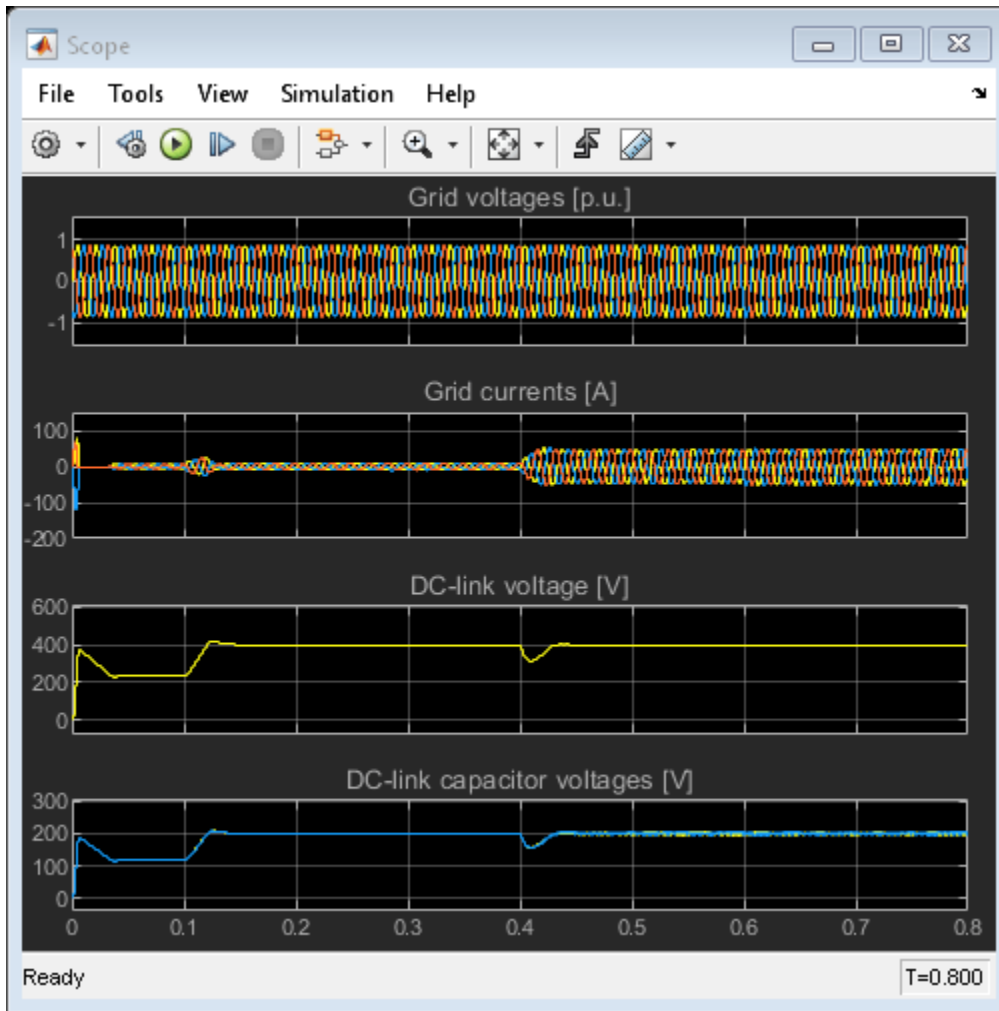 Scope
File Tools View Simulation Help
Grid voltages [p.u.]
1
0
-1
Grid currents [A]
100
0
-100
-200
DC-link voltage [V]
600
400
200
0
DC-link capacitor voltages [V]
300
200
100
0
0 0.1 0.2 0.3 0.4 0.5 0.6 0.7 0.8
Ready T=0.800